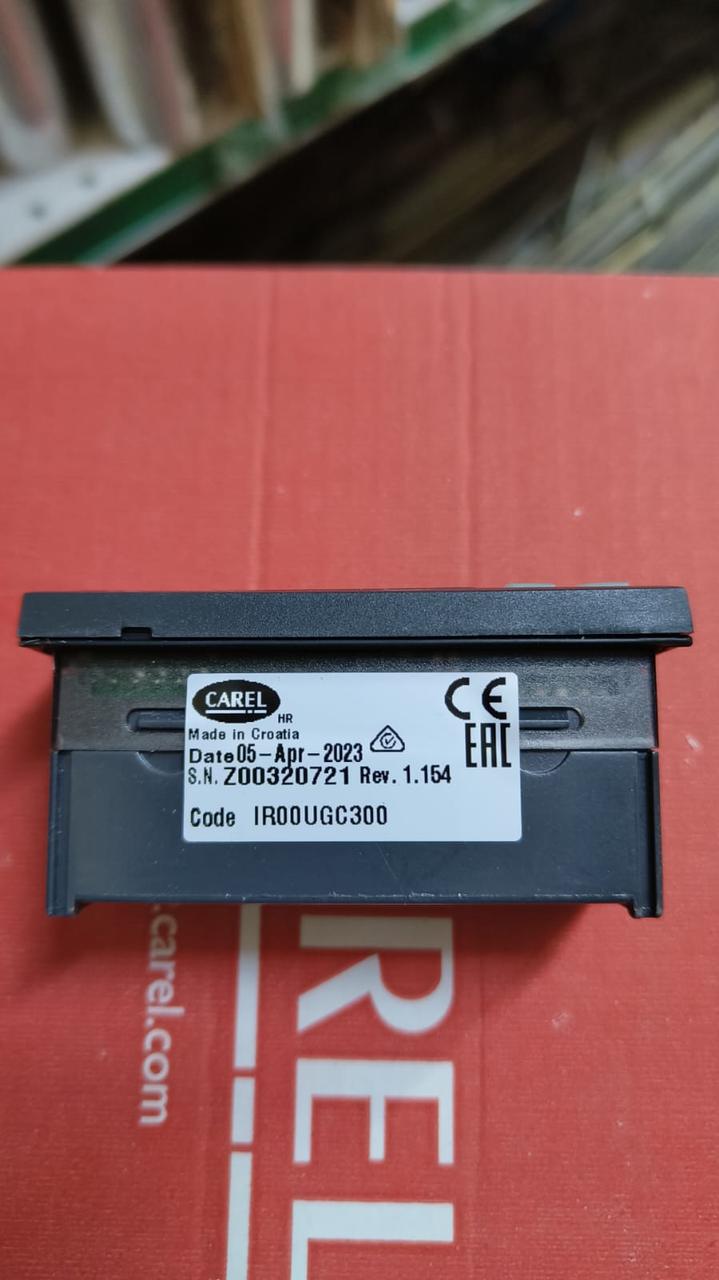 CAREL
HR
Made in Croatia
Date 05-Apr-2023
S.N. Z00320721 Rev. 1.154
Code IR00UGC300
CE
EAC
.carel.com
REL